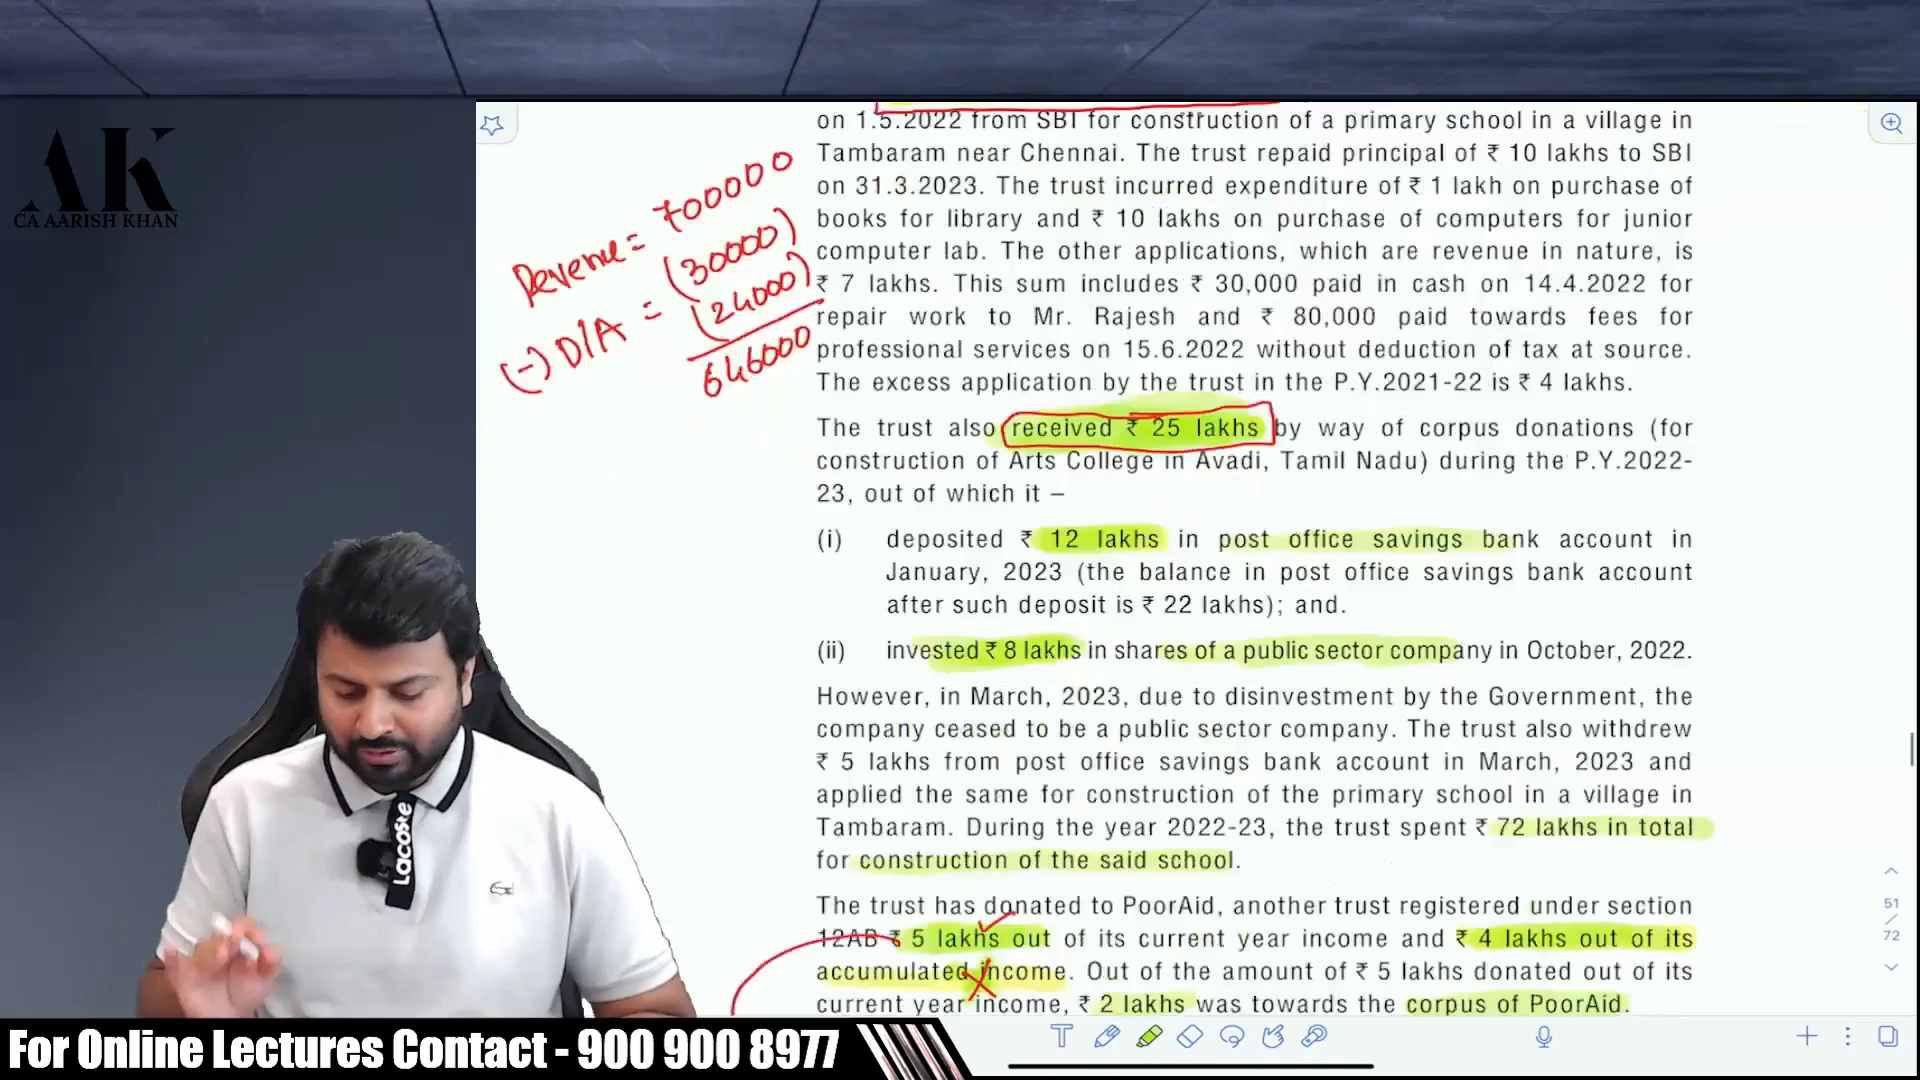 AK
CA AARISH KHAN
Revenue = 700000
(-) D/A = (30000)
(24000)
646000
on 1.5.2022 from SBI for construction of a primary school in a village in
Tambaram near Chennai. The trust repaid principal of ₹ 10 lakhs to SBI
on 31.3.2023. The trust incurred expenditure of ₹ 1 lakh on purchase of
books for library and ₹ 10 lakhs on purchase of computers for junior
computer lab. The other applications, which are revenue in nature, is
₹ 7 lakhs. This sum includes ₹ 30,000 paid in cash on 14.4.2022 for
repair work to Mr. Rajesh and ₹ 80,000 paid towards fees for
professional services on 15.6.2022 without deduction of tax at source.
The excess application by the trust in the P.Y.2021-22 is ₹ 4 lakhs.
The trust also received ₹ 25 lakhs by way of corpus donations (for
construction of Arts College in Avadi, Tamil Nadu) during the P.Y.2022-
23, out of which it –
(i) deposited ₹ 12 lakhs in post office savings bank account in
January, 2023 (the balance in post office savings bank account
after such deposit is ₹ 22 lakhs); and.
(ii) invested ₹ 8 lakhs in shares of a public sector company in October, 2022.
However, in March, 2023, due to disinvestment by the Government, the
company ceased to be a public sector company. The trust also withdrew
₹ 5 lakhs from post office savings bank account in March, 2023 and
applied the same for construction of the primary school in a village in
Tambaram. During the year 2022-23, the trust spent ₹ 72 lakhs in total
for construction of the said school.
The trust has donated to PoorAid, another trust registered under section
12AB ₹ 5 lakhs out of its current year income and ₹ 4 lakhs out of its
accumulated income. Out of the amount of ₹ 5 lakhs donated out of its
current year income, ₹ 2 lakhs was towards the corpus of PoorAid.
51
/
72
Lacoste
For Online Lectures Contact - 900 900 8977